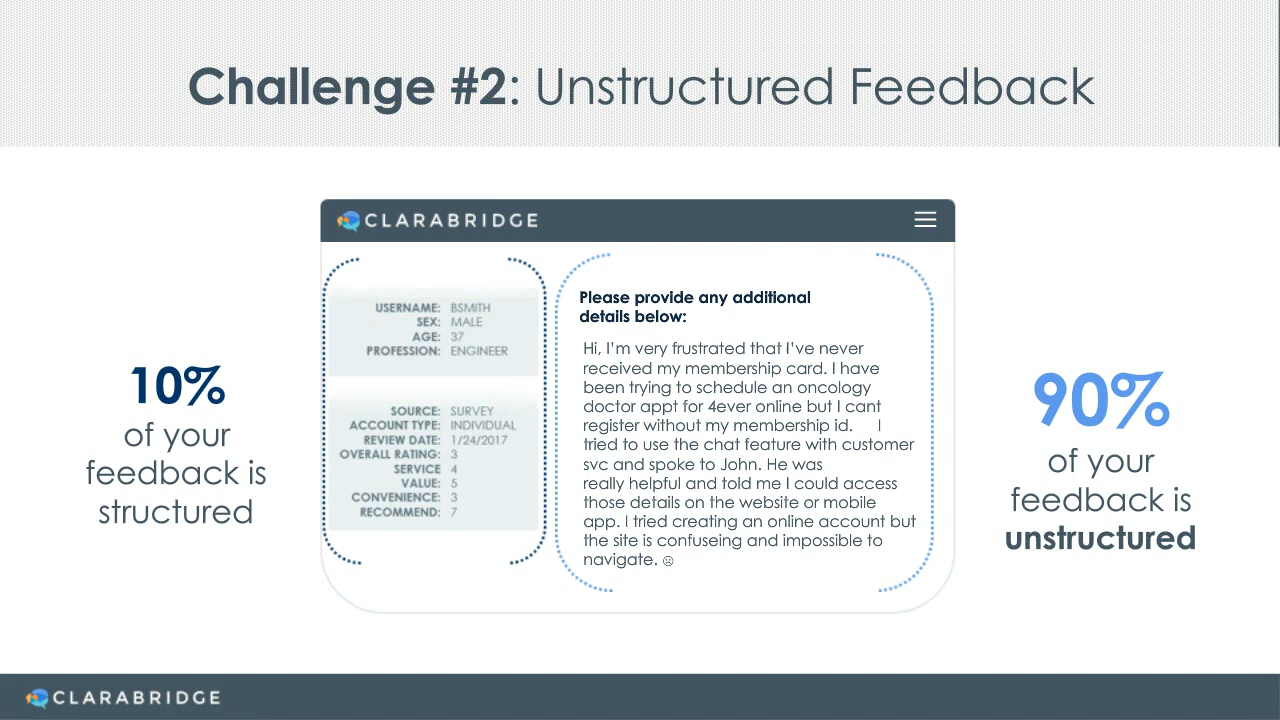 Challenge #2: Unstructured Feedback
CLARABRIDGE
10%
of your
feedback is
structured
USERNAME: BSMITH
SEX: MALE
AGE: 37
PROFESSION: ENGINEER
SOURCE: SURVEY
ACCOUNT TYPE: INDIVIDUAL
REVIEW DATE: 1/24/2017
OVERALL RATING: 3
SERVICE 4
VALUE: 5
CONVENIENCE: 3
RECOMMEND: 7
Please provide any additional
details below:
Hi, I'm very frustrated that I've never
received my membership card. I have
been trying to schedule an oncology
doctor appt for 4ever online but I cant
register without my membership id. I
tried to use the chat feature with customer
svc and spoke to John. He was
really helpful and told me I could access
those details on the website or mobile
app. I tried creating an online account but
the site is confuseing and impossible to
navigate. ☹
90%
of your
feedback is
unstructured
CLARABRIDGE